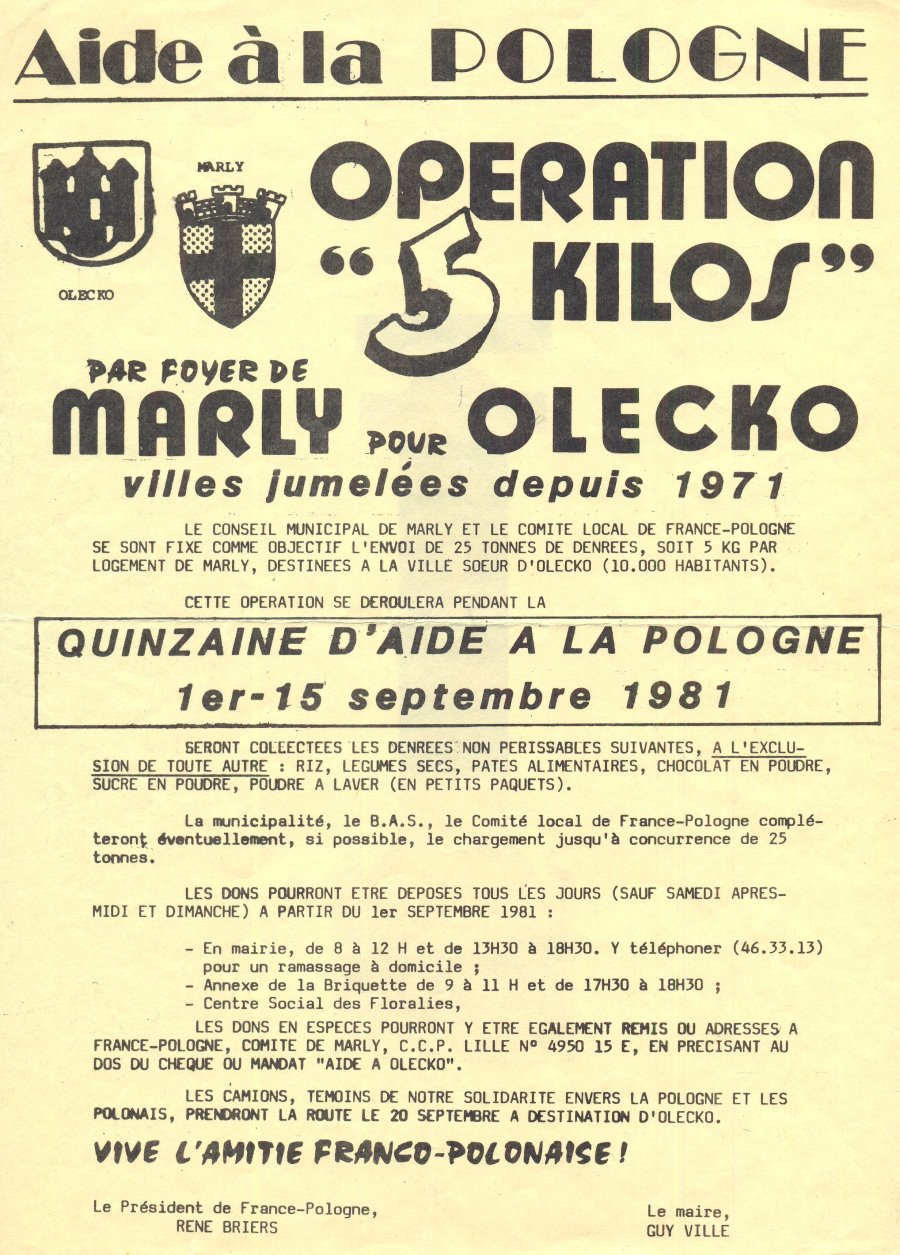 Aide à la POLOGNE
MARLY
OLECKO
OPERATION
"5 KILOS"
PAR FOYER DE
MARLY POUR OLECKO
villes jumelées depuis 1971
LE CONSEIL MUNICIPAL DE MARLY ET LE COMITE LOCAL DE FRANCE-POLOGNE
SE SONT FIXE COMME OBJECTIF L'ENVOI DE 25 TONNES DE DENREES, SOIT 5 KG PAR
LOGEMENT DE MARLY, DESTINEES A LA VILLE SOEUR D'OLECKO (10.000 HABITANTS).
CETTE OPERATION SE DEROULERA PENDANT LA
QUINZAINE D'AIDE A LA POLOGNE
1er-15 septembre 1981
SERONT COLLECTEES LES DENREES NON PERISSABLES SUIVANTES, A L'EXCLU-
SION DE TOUTE AUTRE : RIZ, LEGUMES SECS, PATES ALIMENTAIRES, CHOCOLAT EN POUDRE,
SUCRE EN POUDRE, POUDRE A LAVER (EN PETITS PAQUETS).
La municipalité, le B.A.S., le Comité local de France-Pologne complé-
teront éventuellement, si possible, le chargement jusqu'à concurrence de 25
tonnes.
LES DONS POURRONT ETRE DEPOSES TOUS LES JOURS (SAUF SAMEDI APRES-
MIDI ET DIMANCHE) A PARTIR DU 1er SEPTEMBRE 1981 :
- En mairie, de 8 à 12 H et de 13H30 à 18H30. Y téléphoner (46.33.13)
pour un ramassage à domicile ;
- Annexe de la Briquette de 9 à 11 H et de 17H30 à 18H30 ;
- Centre Social des Floralies,
LES DONS EN ESPECES POURRONT Y ETRE EGALEMENT REMIS OU ADRESSES A
FRANCE-POLOGNE, COMITE DE MARLY, C.C.P. LILLE N° 4950 15 E, EN PRECISANT AU
DOS DU CHEQUE OU MANDAT "AIDE A OLECKO".
LES CAMIONS, TEMOINS DE NOTRE SOLIDARITE ENVERS LA POLOGNE ET LES
POLONAIS, PRENDRONT LA ROUTE LE 20 SEPTEMBRE A DESTINATION D'OLECKO.
VIVE L'AMITIE FRANCO-POLONAISE !
Le Président de France-Pologne,
RENE BRIERS
Le maire,
GUY VILLE